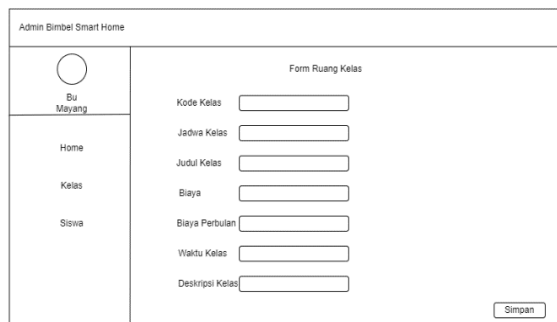 Admin Bimbel Smart Home
Bu
Mayang
Home
Kelas
Siswa
Form Ruang Kelas
Kode Kelas
Jadwa Kelas
Judul Kelas
Biaya
Biaya Perbulan
Waktu Kelas
Deskripsi Kelas
Simpan